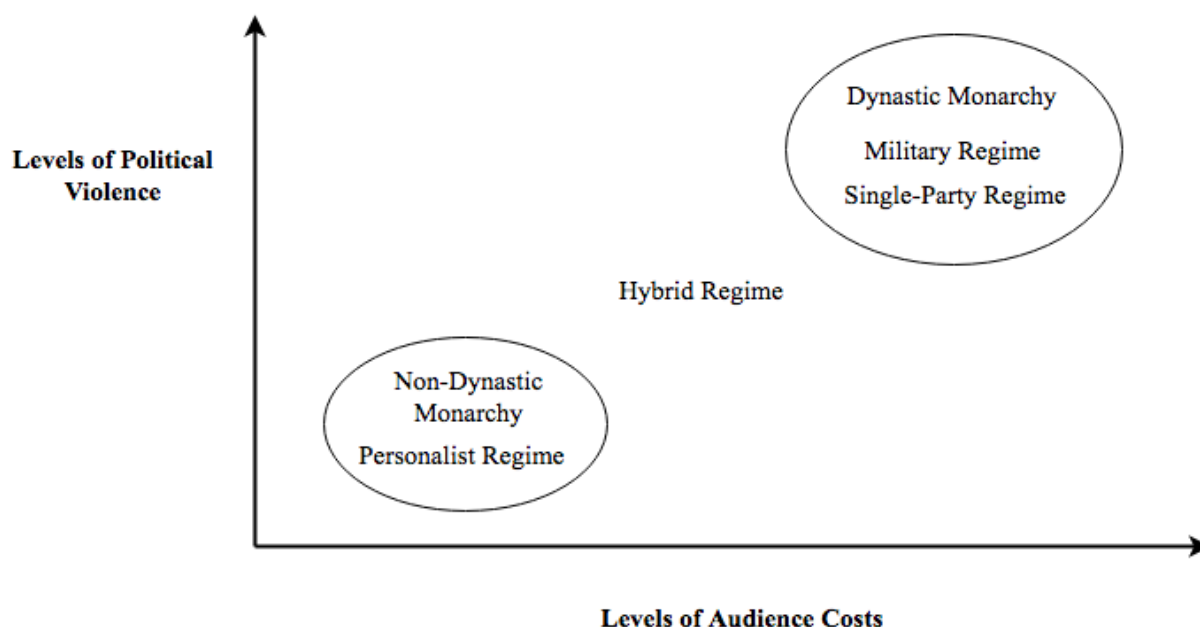 Dynastic Monarchy
Levels of Political
Violence
Military Regime
Single-Party Regime
Hybrid Regime
Non-Dynastic
Monarchy
Personalist Regime
Levels of Audience Costs